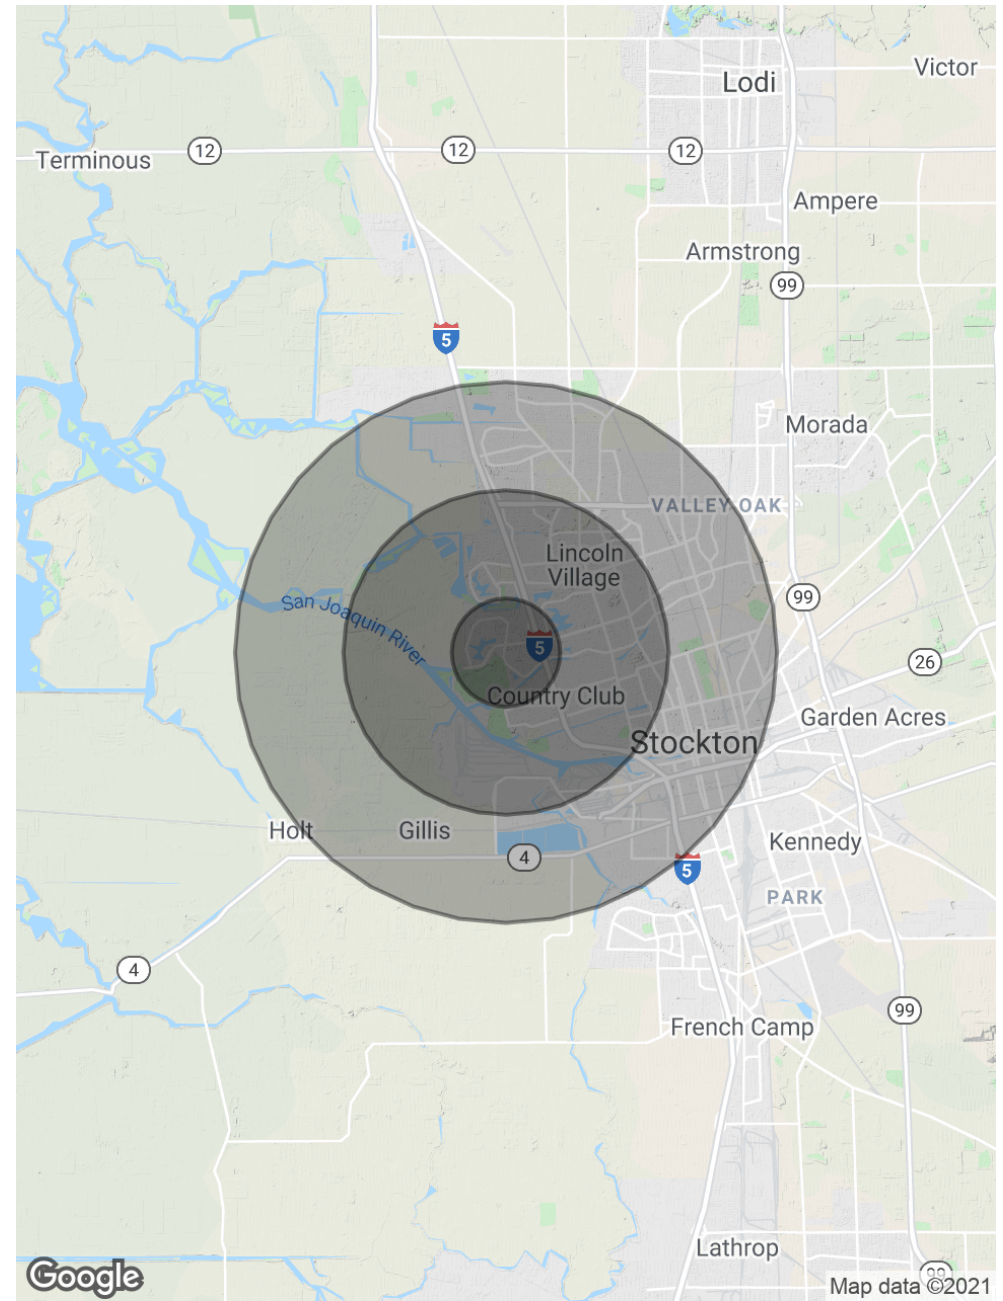 Lodi
Victor
12
12
12
Terminous
Ampere
Armstrong
99
5
Morada
VALLEY OAK
Lincoln
Village
99
San Joaquin River
5
26
Country Club
Garden Acres
Stockton
Holt
Gillis
Kennedy
4
5
PARK
4
99
French Camp
Lathrop
99
Google
Map data ©2021